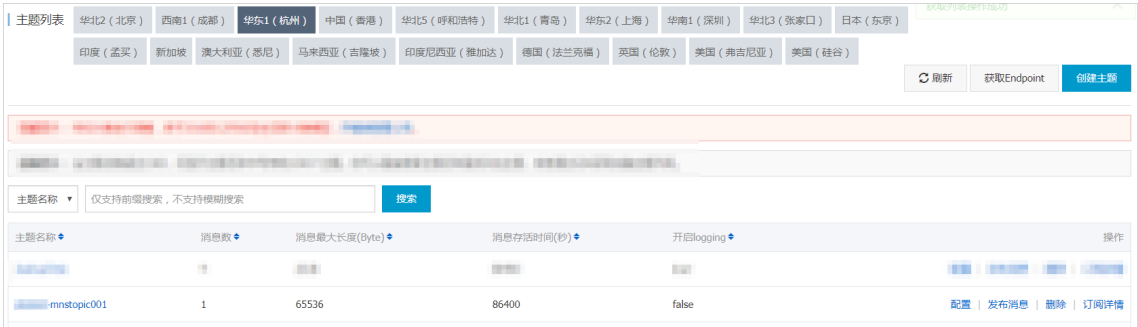 主题列表 华北2（北京） 西南1（成都） 华东1（杭州） 中国（香港） 华北5（呼和浩特） 华北1（青岛） 华东2（上海） 华南1（深圳） 华北3（张家口） 日本（东京） 获取列表操作成功
印度（孟买） 新加坡 澳大利亚（悉尼） 马来西亚（吉隆坡） 印度尼西亚（雅加达） 德国（法兰克福） 英国（伦敦） 美国（弗吉尼亚） 美国（硅谷）
刷新 获取Endpoint 创建主题
主题名称 仅支持前缀搜索，不支持模糊搜索 搜索
主题名称 消息数 消息最大长度(Byte) 消息存活时间(秒) 开启logging 操作
-mnstopic001 1 65536 86400 false 配置 | 发布消息 | 删除 | 订阅详情